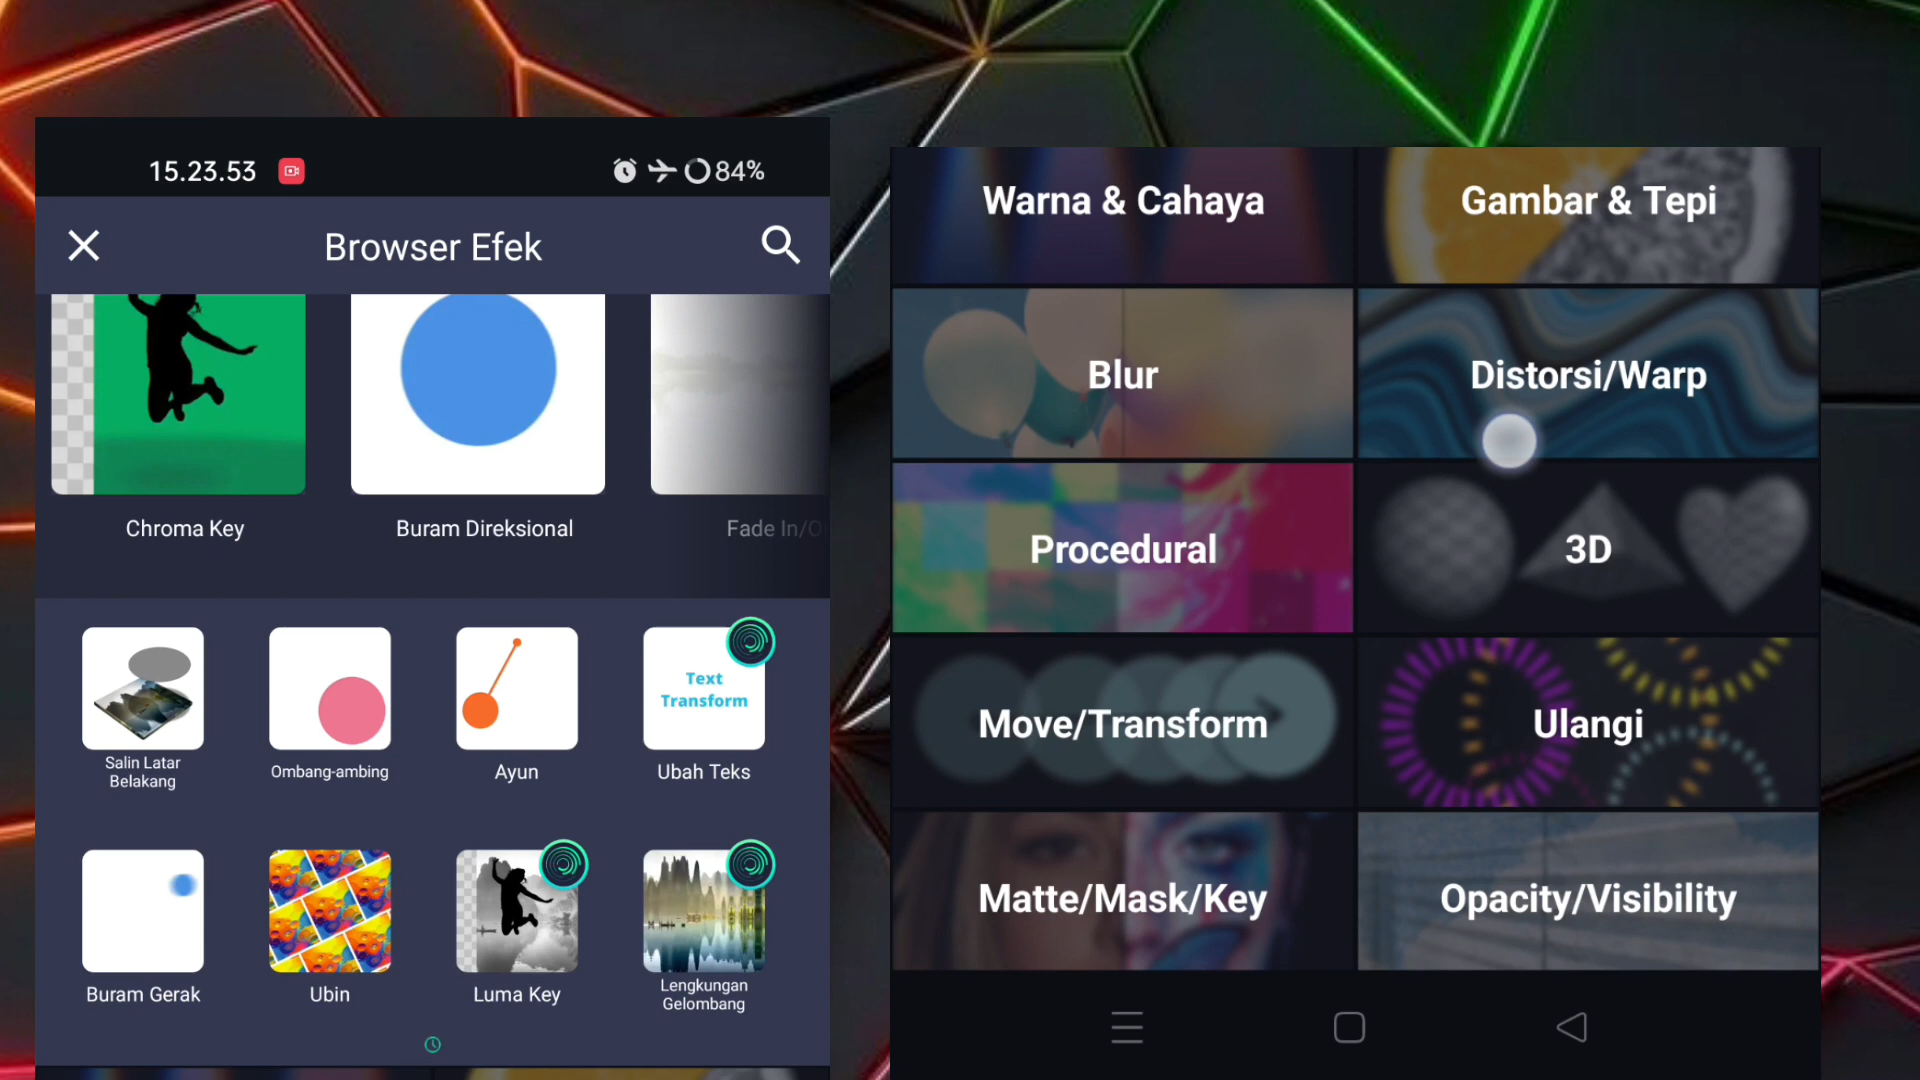 15.23.53
84%
Browser Efek
Chroma Key
Buram Direksional
Fade In/O
Text
Transform
Salin Latar
Belakang
Ombang-ambing
Ayun
Ubah Teks
Buram Gerak
Ubin
Luma Key
Lengkungan
Gelombang
Warna & Cahaya
Gambar & Tepi
Blur
Distorsi/Warp
Procedural
3D
Move/Transform
Ulangi
Matte/Mask/Key
Opacity/Visibility